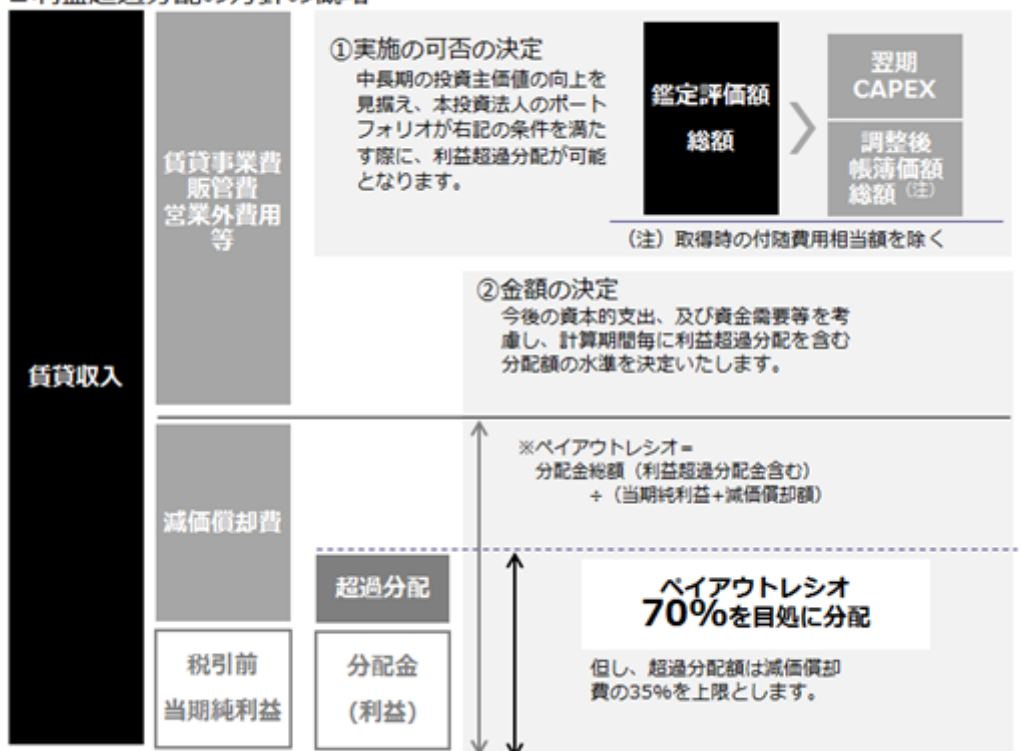 ①実施の可否の決定
中長期の投資主価値の向上を
見据え、本投資法人のポート
フォリオが右記の条件を満た
す際に、利益超過分配が可能
となります。
鑑定評価額
総額
翌期
CAPEX
調整後
帳簿価額
総額（注）
（注）取得時の付随費用相当額を除く
賃貸事業費
販管費
営業外費用
等
②金額の決定
今後の資本的支出、及び資金需要等を考
慮し、計算期間毎に利益超過分配を含む
分配額の水準を決定いたします。
賃貸収入
※ペイアウトレシオ=
分配金総額（利益超過分配金含む）
÷（当期純利益+減価償却額）
減価償却費
超過分配
ペイアウトレシオ
70%を目処に分配
但し、超過分配額は減価償却
費の35%を上限とします。
税引前
当期純利益
分配金
(利益)